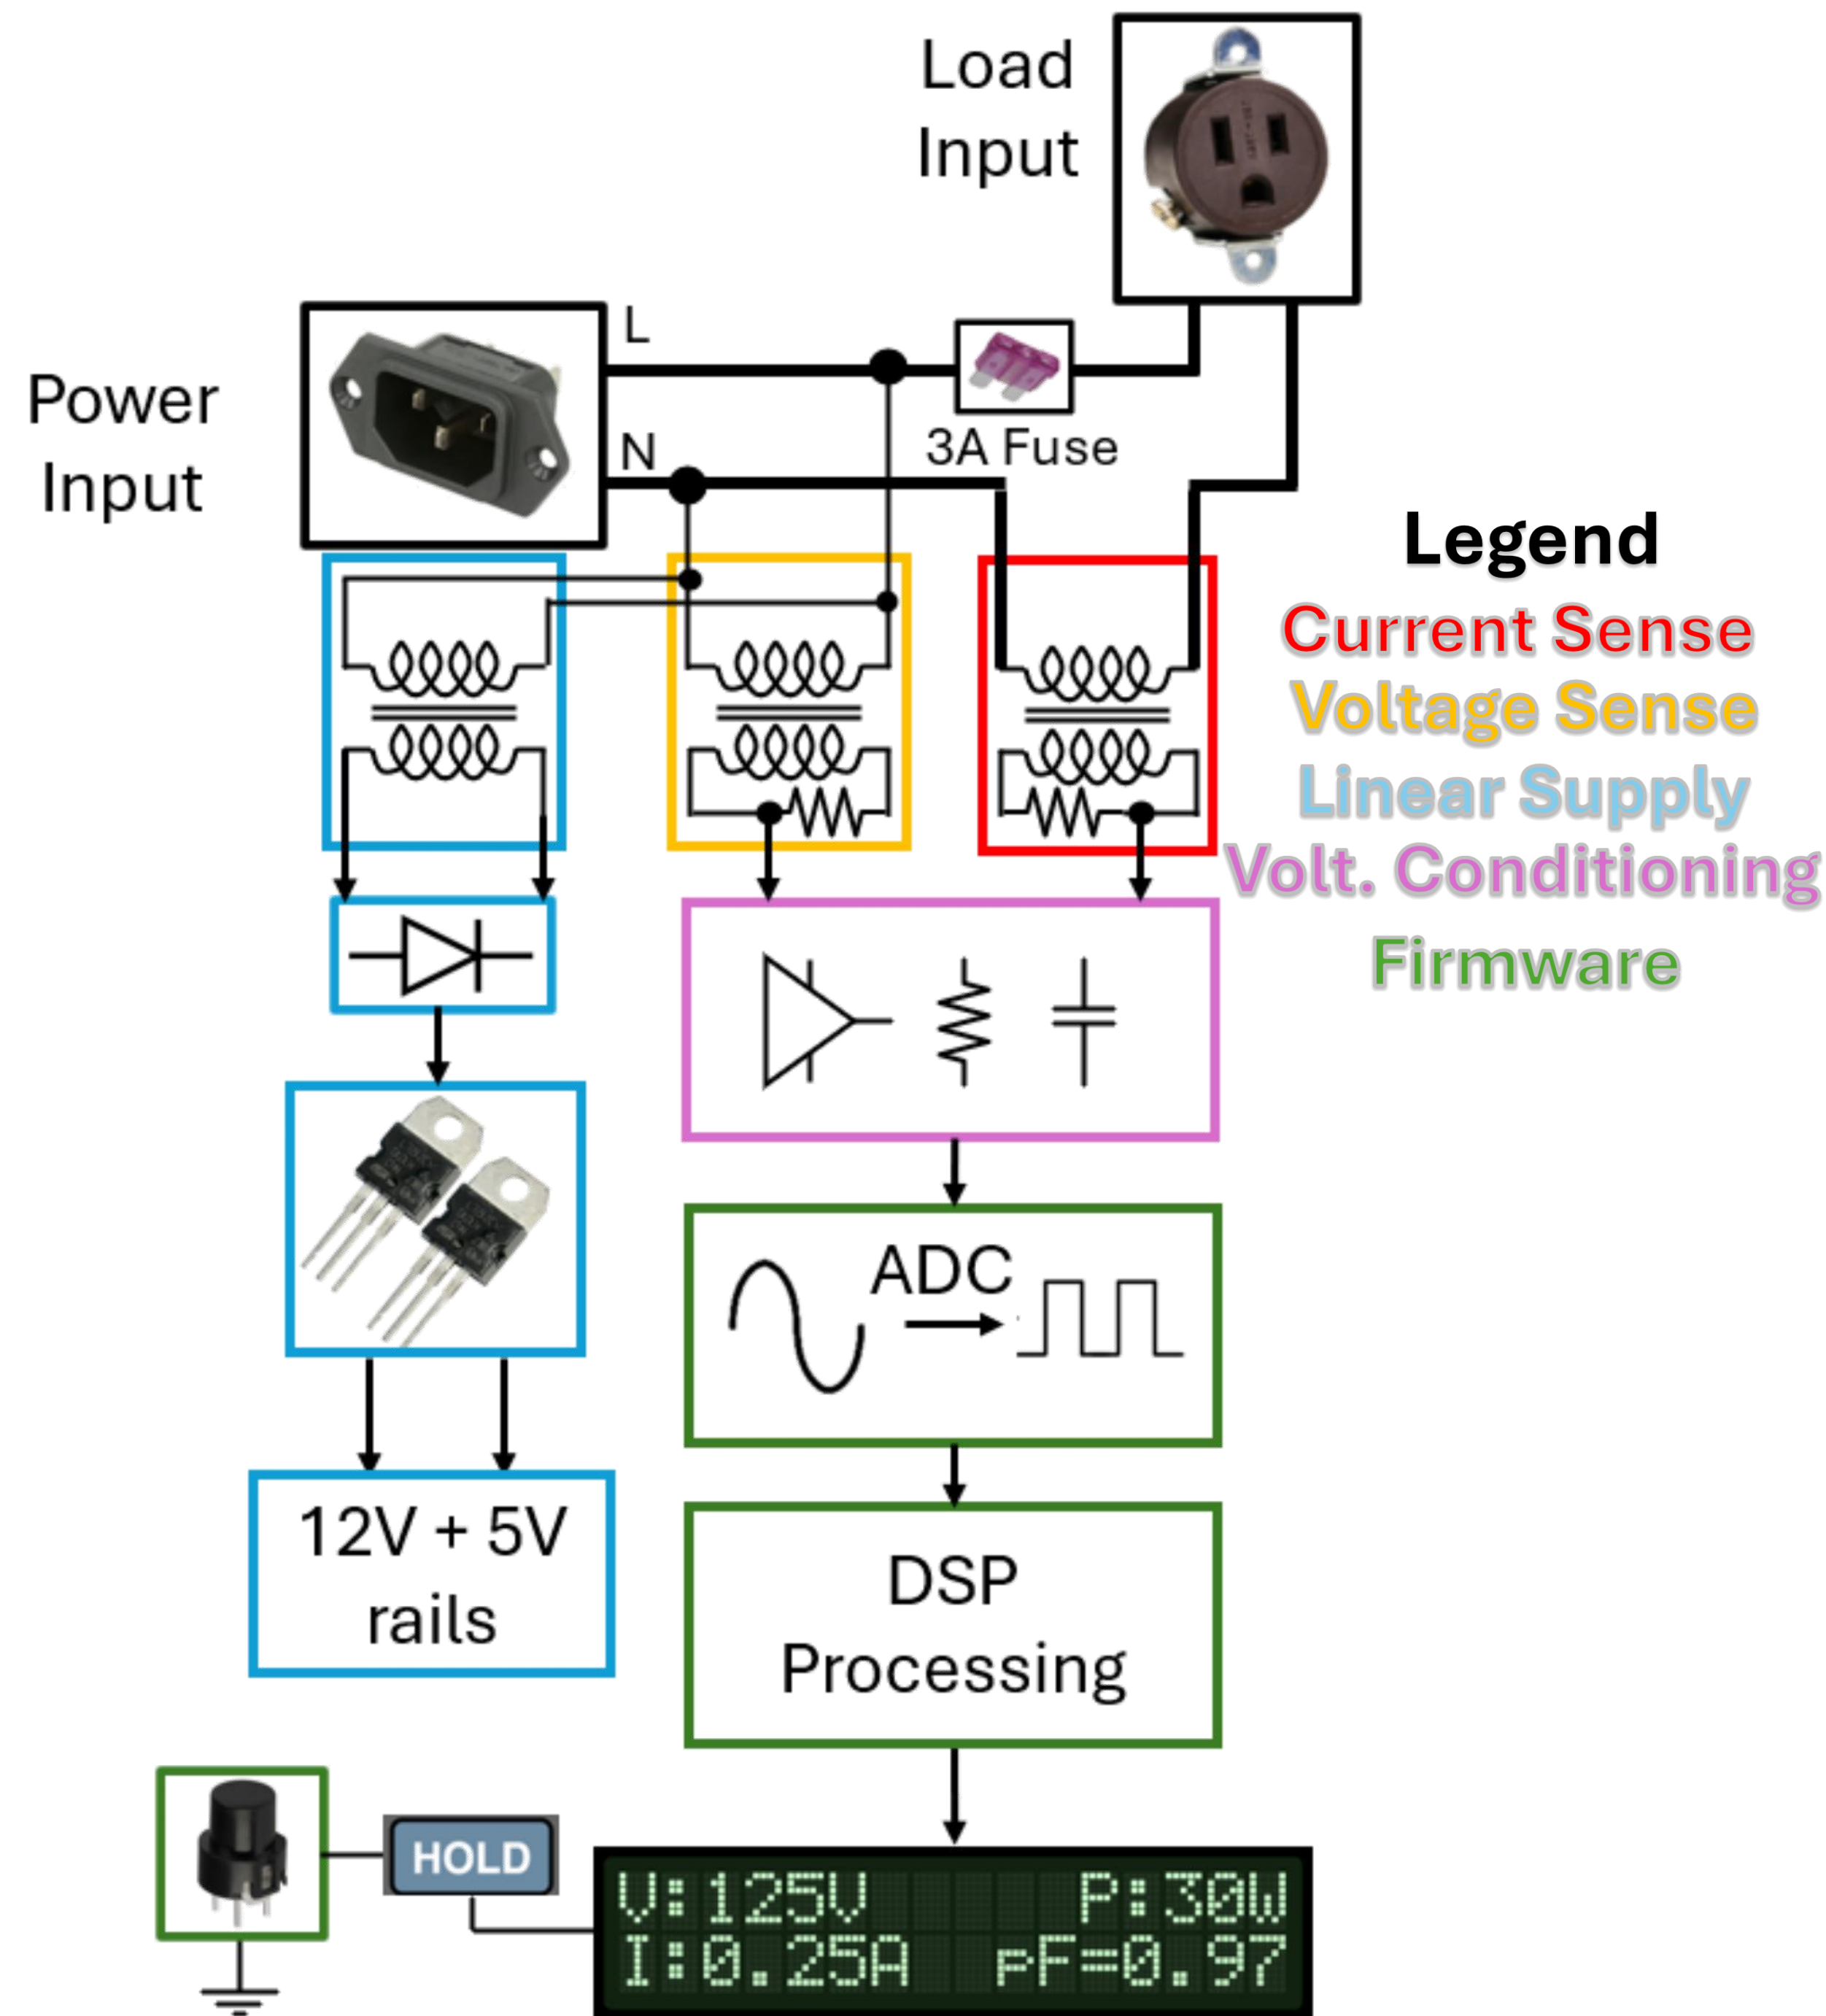 Load
Input
L
Power
Input
N
3A Fuse
Legend
Current Sense
Voltage Sense
Linear Supply
Volt. Conditioning
Firmware
ADC
12V + 5V
rails
DSP
Processing
HOLD
V:125V P:30W
I:0.25A pF=0.97